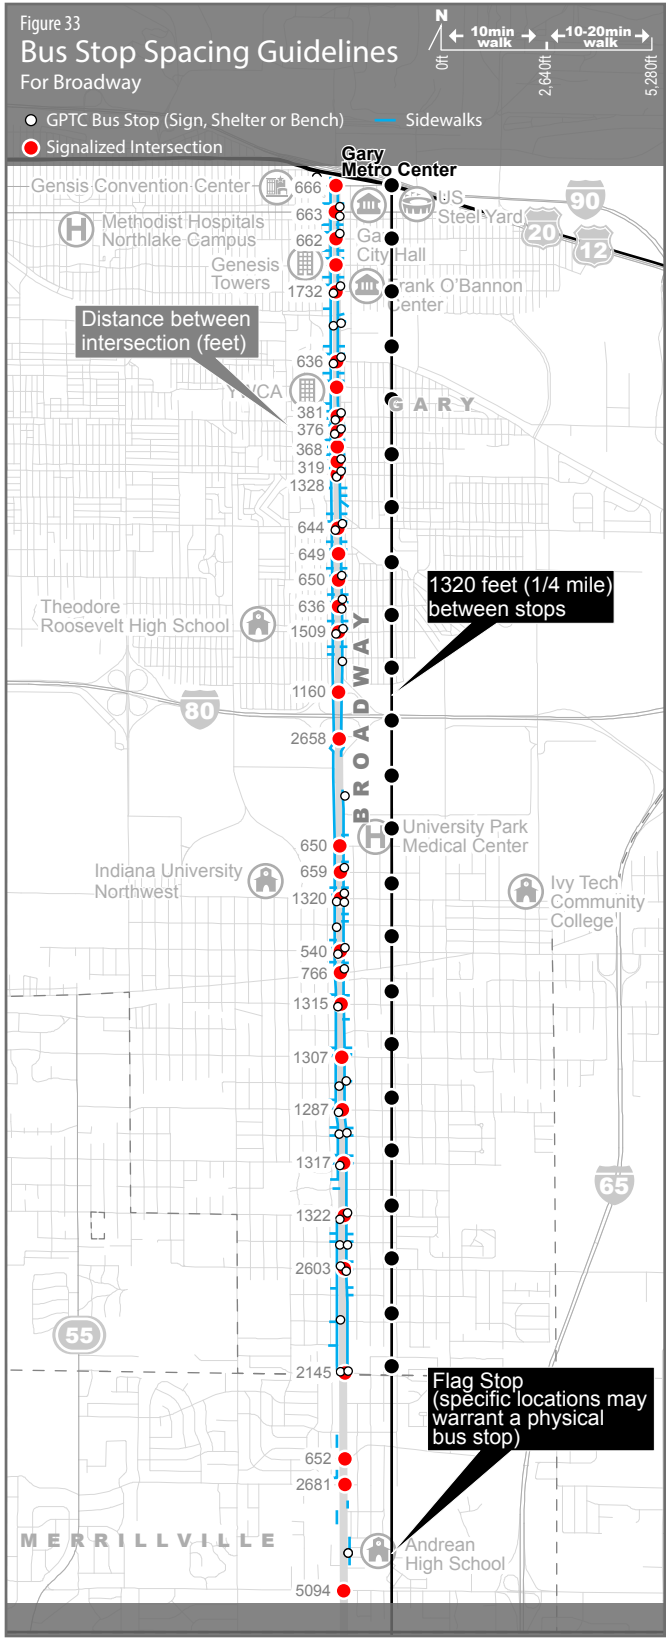 Figure 33
Bus Stop Spacing Guidelines
For Broadway
N
10min
walk
10-20min
walk
0ft
2,640ft
5,280ft
GPTC Bus Stop (Sign, Shelter or Bench)
Sidewalks
Signalized Intersection
Gary
Metro Center
Gensis Convention Center
666
US
Steel Yard
90
663
Methodist Hospitals
Northlake Campus
662
Ga
City Hall
20
12
Genesis
Towers
1732
rank O'Bannon
Center
Distance between
intersection (feet)
636
YWCA
GARY
381
376
368
319
1328
644
649
650
1320 feet (1/4 mile)
between stops
Theodore
Roosevelt High School
636
1509
BROADWAY
1160
80
2658
University Park
Medical Center
H
H
650
Indiana University
Northwest
659
1320
Ivy Tech
Community
College
540
766
1315
1307
1287
1317
65
1322
2603
55
2145
Flag Stop
(specific locations may
warrant a physical
bus stop)
652
2681
MERRILLVILLE
Andrean
High School
5094